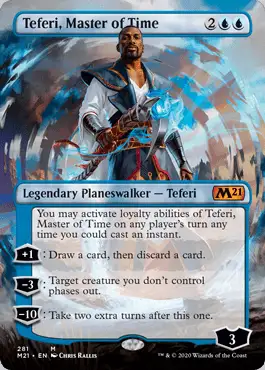 Teferi, Master of Time 2
Legendary Planeswalker — Teferi M21
You may activate loyalty abilities of Teferi,
Master of Time on any player's turn any
time you could cast an instant.
+1 : Draw a card, then discard a card.
-3 : Target creature you don't control
phases out.
-10 : Take two extra turns after this one.
3
281 M
M21 • EN CHRIS RALLIS
™ & © 2020 Wizards of the Coast